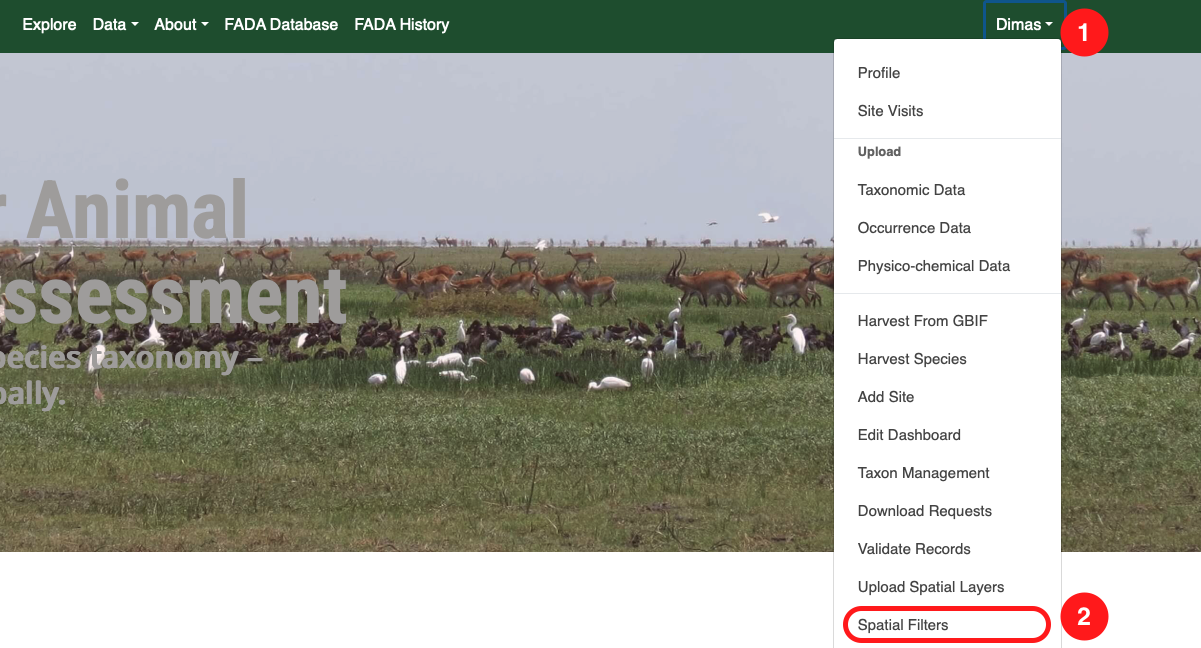 Explore Data About FADA Database FADA History Dimas 1
Profile
Site Visits
Upload
Taxonomic Data
r Animal
Occurrence Data
Physico-chemical Data
ssessment
Harvest From GBIF
pecies taxonomy –
Harvest Species
bally.
Add Site
Edit Dashboard
Taxon Management
Download Requests
Validate Records
Upload Spatial Layers
Spatial Filters 2